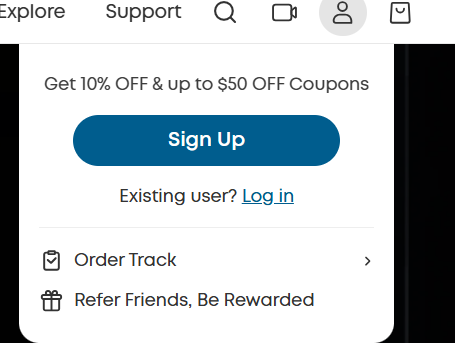 Explore Support
Get 10% OFF & up to $50 OFF Coupons
Sign Up
Existing user? Log in
Order Track
Refer Friends, Be Rewarded